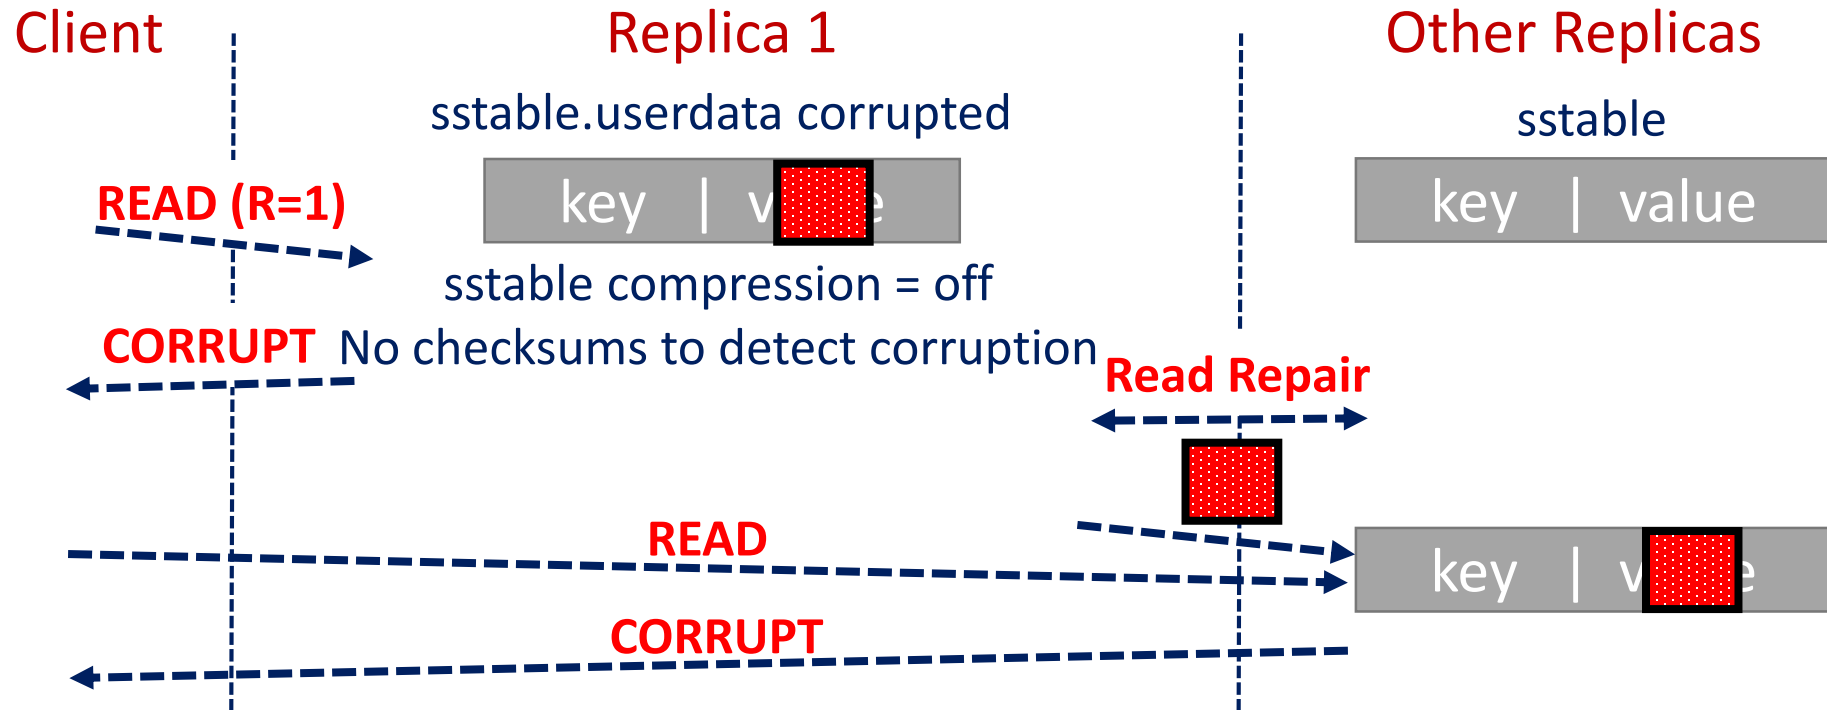 Client
Replica 1
Other Replicas
sstable.userdata corrupted
sstable
READ (R=1)
key | v e
key | value
sstable compression = off
CORRUPT
No checksums to detect corruption
Read Repair
READ
key | v e
CORRUPT